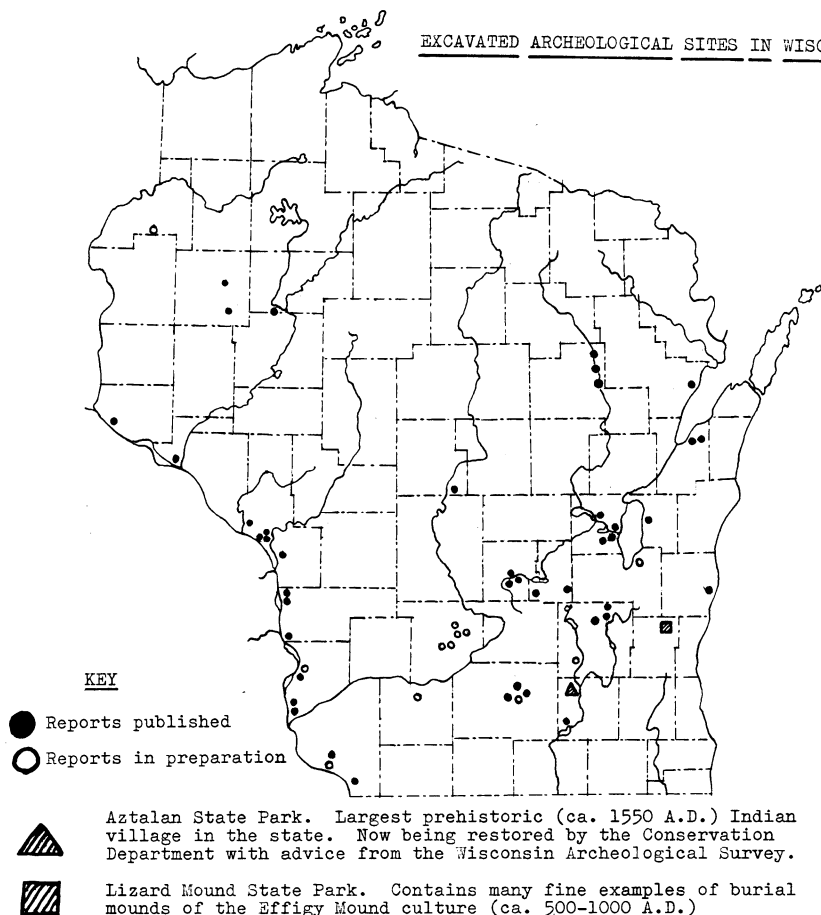 EXCAVATED ARCHEOLOGICAL SITES IN WISC
KEY
Reports published
Reports in preparation
Aztalan State Park. Largest prehistoric (ca. 1550 A.D.) Indian
village in the state. Now being restored by the Conservation
Department with advice from the Wisconsin Archeological Survey.
Lizard Mound State Park. Contains many fine examples of burial
mounds of the Effigy Mound culture (ca. 500-1000 A.D.)